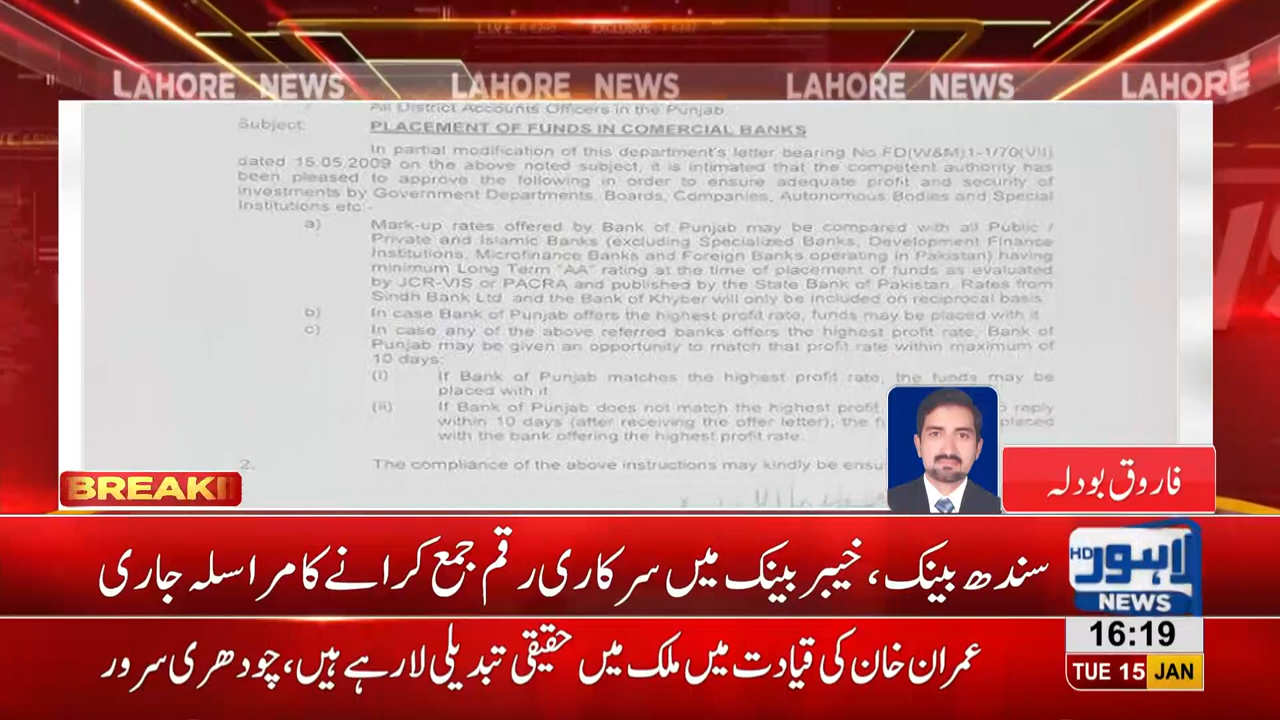 LIVE
EXCLUSIVE
LAHORE NEWS LAHORE NEWS LAHORE NEWS LAHORE
All District Accounts Officers in the Punjab
Subject: PLACEMENT OF FUNDS IN COMERCIAL BANKS
In partial modification of this department's letter bearing No.FD(W&M)1-1/70(VII)
dated 15.05.2009 on the above noted subject, it is intimated that the competent authority has
been pleased to approve the following in order to ensure adequate profit and security of
investments by Government Departments, Boards, Companies, Autonomous Bodies and Special
Institutions etc:-
a) Mark-up rates offered by Bank of Punjab may be compared with all Public /
Private and Islamic Banks (excluding Specialized Banks, Development Finance
Institutions, Microfinance Banks and Foreign Banks operating in Pakistan) having
minimum Long Term "AA" rating at the time of placement of funds as evaluated
by JCR-VIS or PACRA and published by the State Bank of Pakistan. Rates from
Sindh Bank Ltd. and the Bank of Khyber will only be included on reciprocal basis.
b) In case Bank of Punjab offers the highest profit rate, funds may be placed with it.
c) In case any of the above referred banks offers the highest profit rate, Bank of
Punjab may be given an opportunity to match that profit rate within maximum of
10 days:
(i) If Bank of Punjab matches the highest profit rate, the funds may be
placed with it
(ii) If Bank of Punjab does not match the highest profit reply
within 10 days (after receiving the offer letter), the placed
with the bank offering the highest profit rate.
2. The compliance of the above instructions may kindly be
فاروق بودلہ
BREAKI
سندھ بینک، خیبر بینک میں سرکاری رقم جمع کرانے کا مراسلہ جاری
لاہور HD
NEWS
عمران خان کی قیادت میں ملک میں حقیقی تبدیلی لا رہے ہیں، چودھری سرور
16:19
TUE 15 JAN